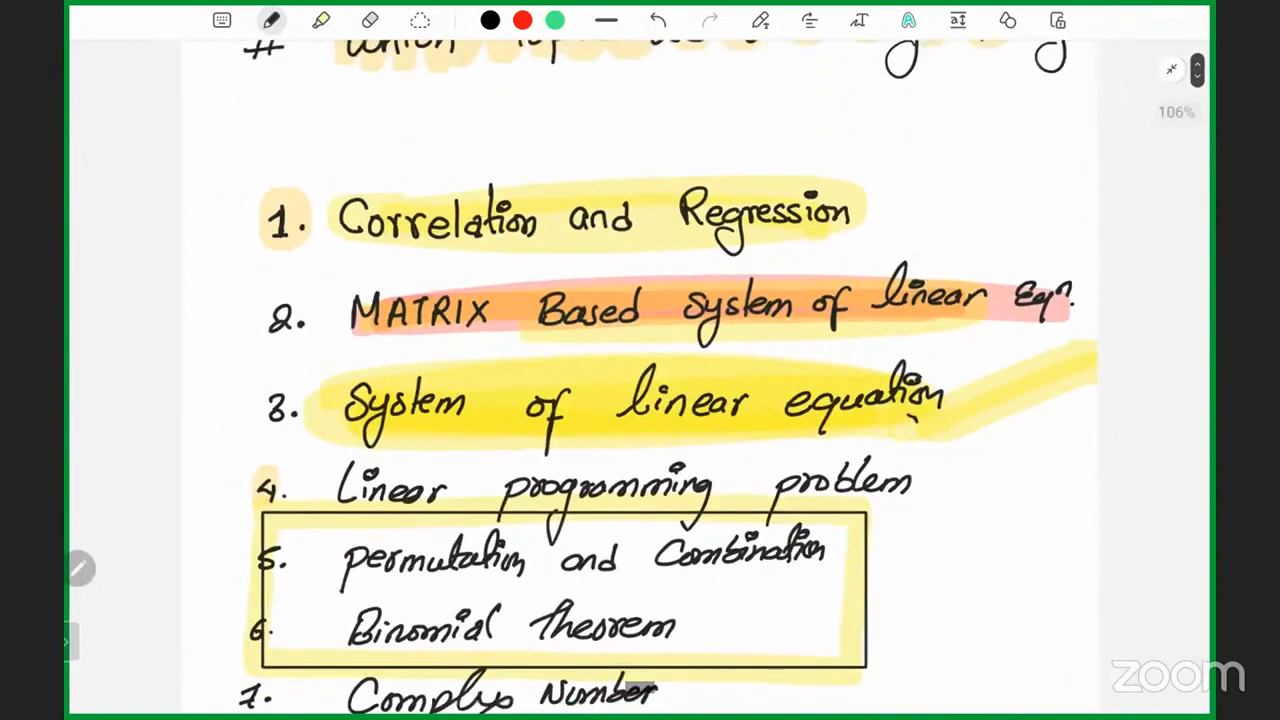 #
106%
1. Correlation and Regression
2. MATRIX Based System of linear Eqn.
3. System of linear equation
4. Linear programming problem
5. permutation and Combination
6. Binomial Theorem
7. Complex Number
zoom